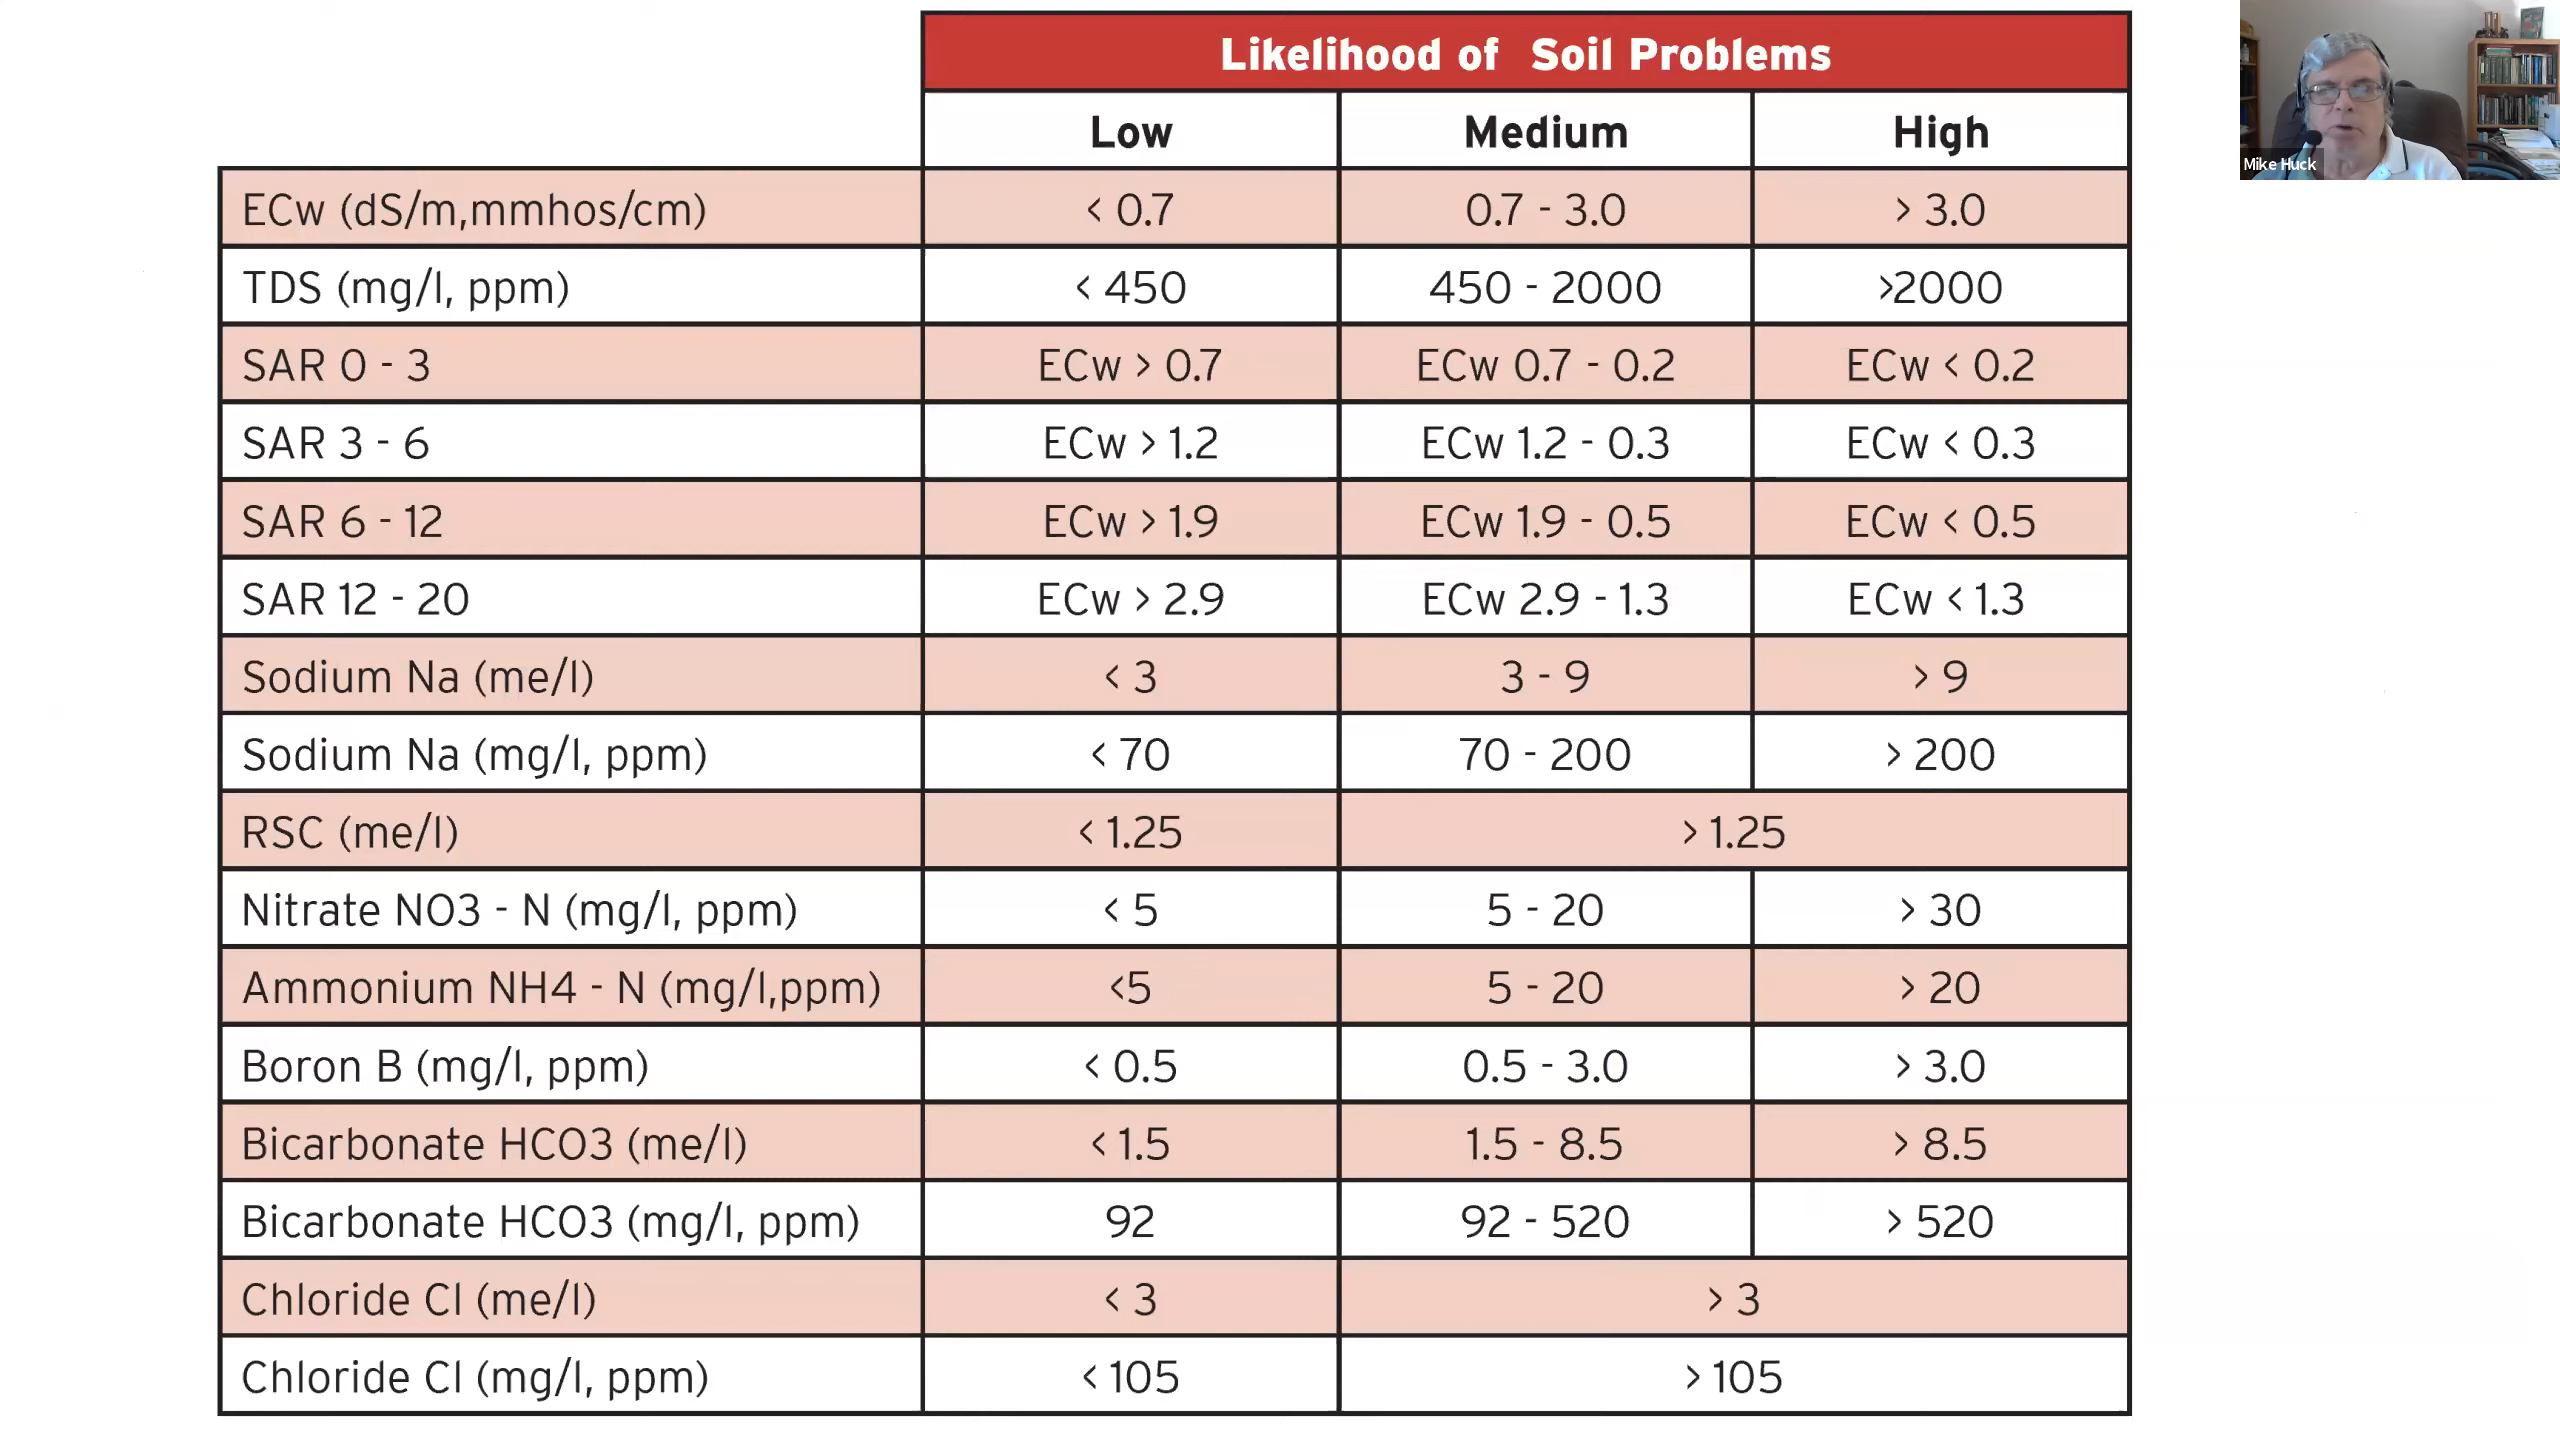 Likelihood of Soil Problems
Low Medium High
Mike Huck
ECw (dS/m,mmhos/cm) < 0.7 0.7 - 3.0 > 3.0
TDS (mg/l, ppm) < 450 450 - 2000 >2000
SAR 0 - 3 ECw > 0.7 ECw 0.7 - 0.2 ECw < 0.2
SAR 3 - 6 ECw > 1.2 ECw 1.2 - 0.3 ECw < 0.3
SAR 6 - 12 ECw > 1.9 ECw 1.9 - 0.5 ECw < 0.5
SAR 12 - 20 ECw > 2.9 ECw 2.9 - 1.3 ECw < 1.3
Sodium Na (me/l) < 3 3 - 9 > 9
Sodium Na (mg/l, ppm) < 70 70 - 200 > 200
RSC (me/l) < 1.25 > 1.25
Nitrate NO3 - N (mg/l, ppm) < 5 5 - 20 > 30
Ammonium NH4 - N (mg/l,ppm) <5 5 - 20 > 20
Boron B (mg/l, ppm) < 0.5 0.5 - 3.0 > 3.0
Bicarbonate HCO3 (me/l) < 1.5 1.5 - 8.5 > 8.5
Bicarbonate HCO3 (mg/l, ppm) 92 92 - 520 > 520
Chloride Cl (me/l) < 3 > 3
Chloride Cl (mg/l, ppm) < 105 > 105